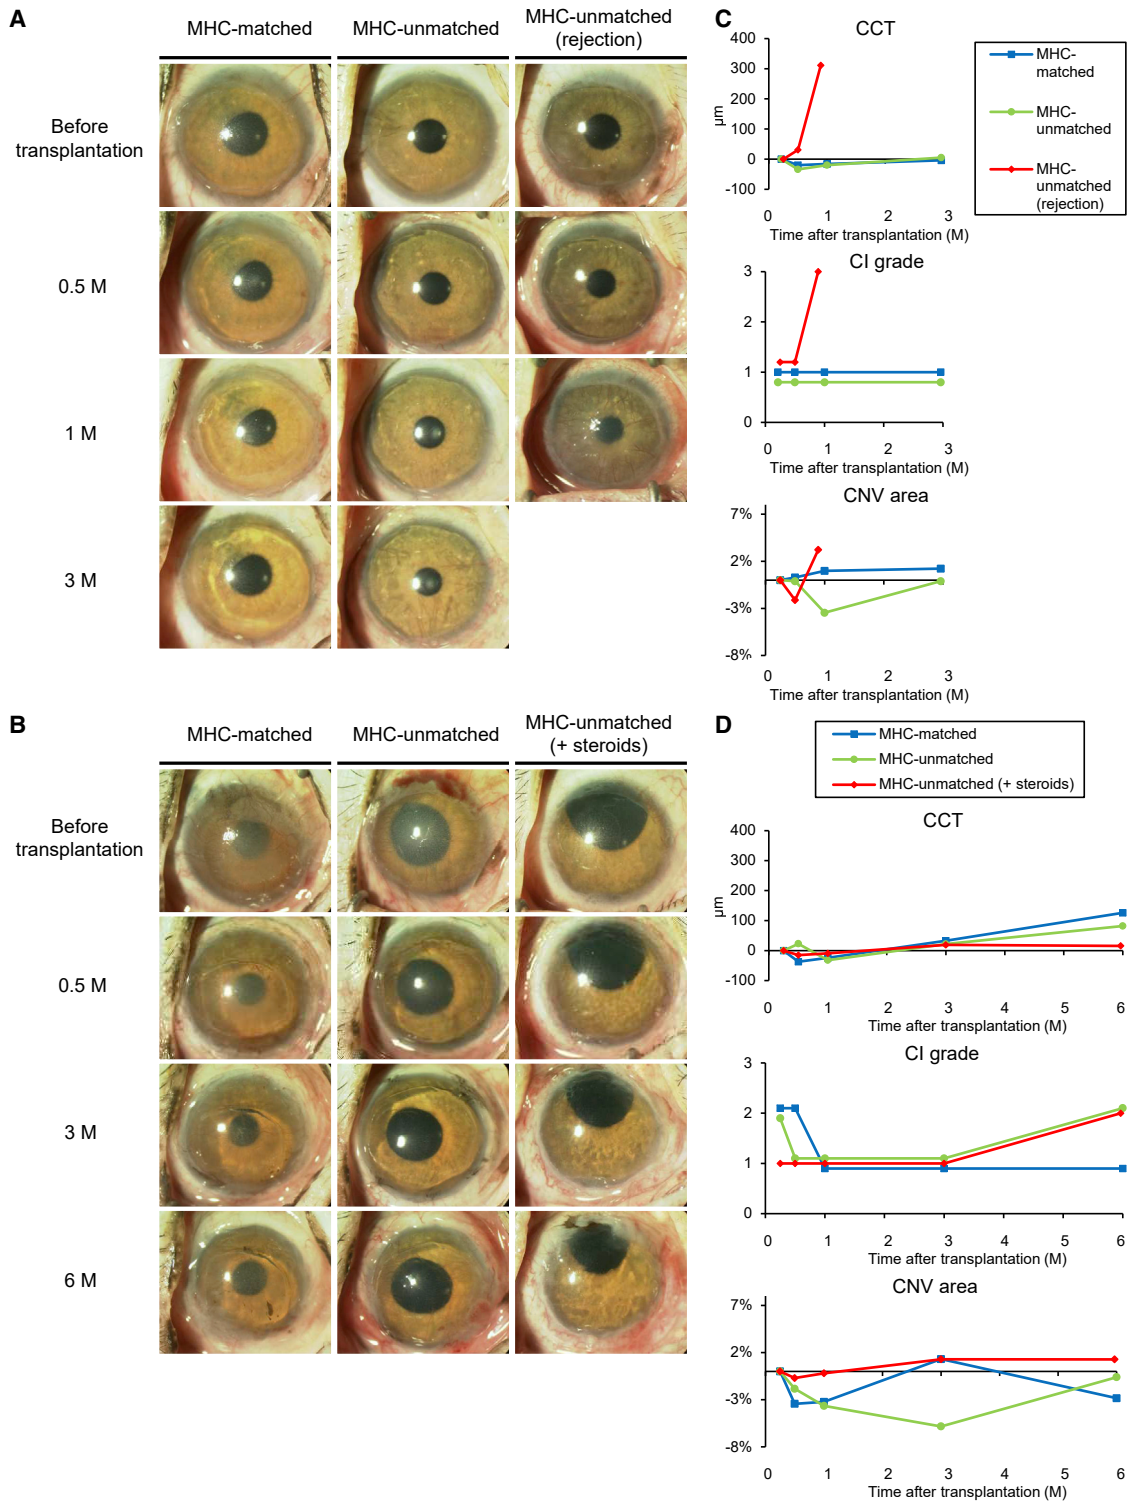 A
MHC-matched
MHC-unmatched
MHC-unmatched
(rejection)
Before
transplantation
0.5 M
1 M
3 M
C
CCT
400
300
200
100
0
-100
µm
0 1 2 3
Time after transplantation (M)
MHC-
matched
MHC-
unmatched
MHC-
unmatched
(rejection)
CI grade
3
2
1
0
0 1 2 3
Time after transplantation (M)
CNV area
7%
2%
-3%
-8%
0 1 2 3
Time after transplantation (M)
B
MHC-matched
MHC-unmatched
MHC-unmatched
(+ steroids)
Before
transplantation
0.5 M
3 M
6 M
D
MHC-matched
MHC-unmatched
MHC-unmatched (+ steroids)
CCT
400
300
200
100
0
-100
µm
0 1 2 3 4 5 6
Time after transplantation (M)
CI grade
3
2
1
0
0 1 2 3 4 5 6
Time after transplantation (M)
CNV area
7%
2%
-3%
-8%
0 1 2 3 4 5 6
Time after transplantation (M)